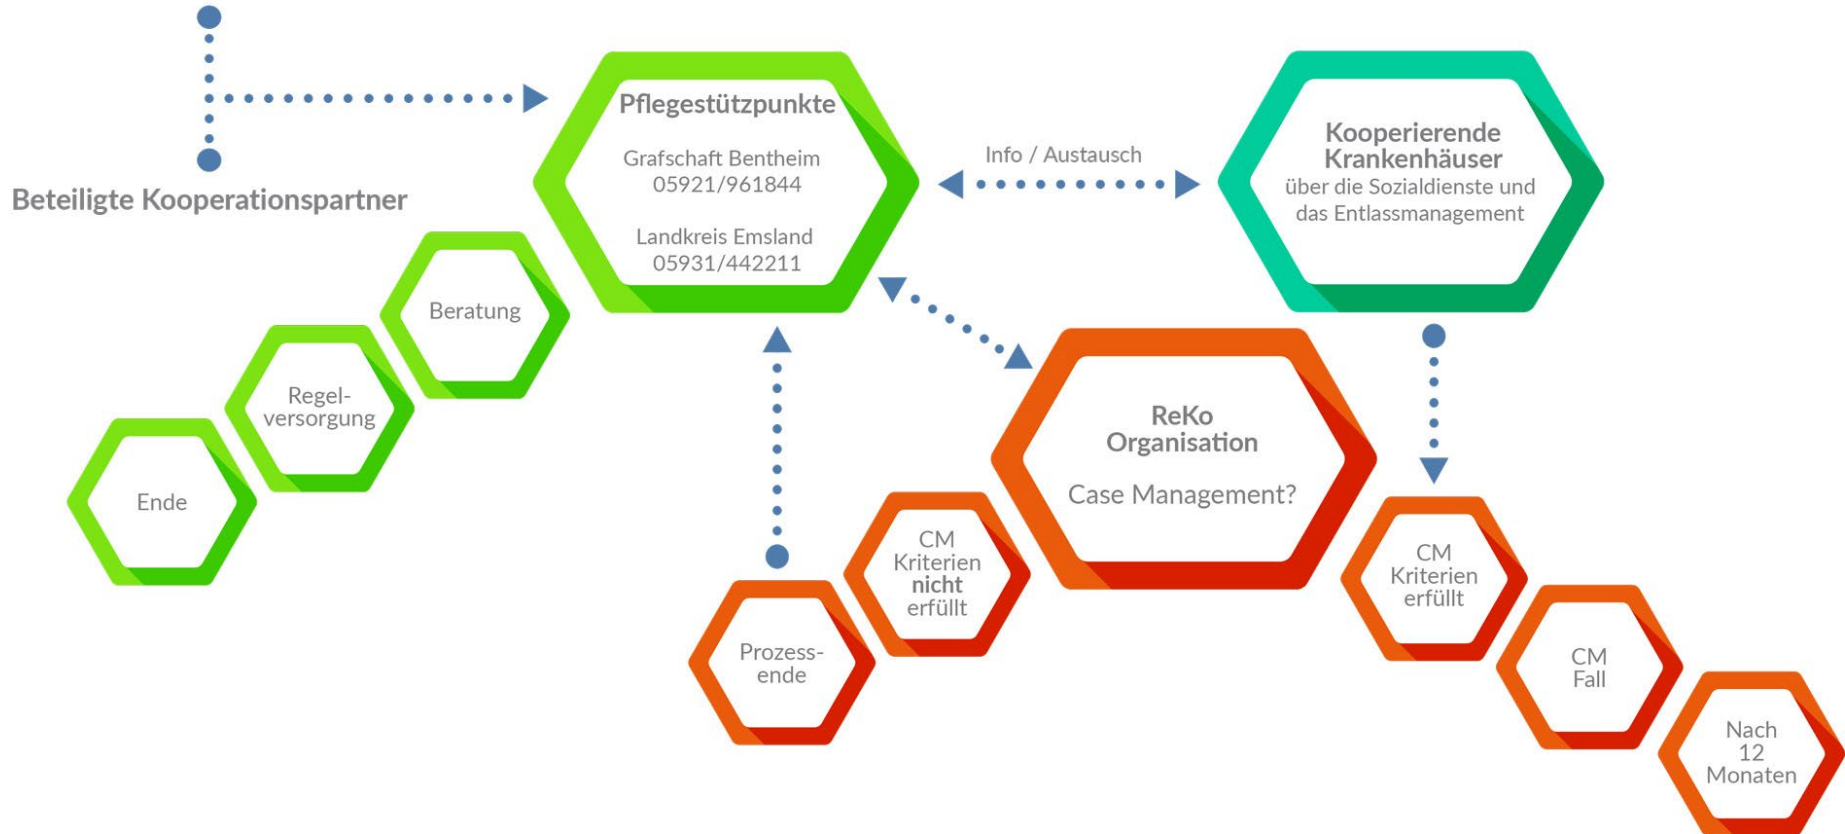 Pflegestützpunkte
Grafschaft Bentheim
05921/961844
Landkreis Emsland
05931/442211
Info / Austausch
Kooperierende
Krankenhäuser
über die Sozialdienste und
das Entlassmanagement
Beteiligte Kooperationspartner
Beratung
Regel-
versorgung
Ende
ReKo
Organisation
Case Management?
CM
Kriterien
nicht
erfüllt
Prozess-
ende
CM
Kriterien
erfüllt
CM
Fall
Nach
12
Monaten